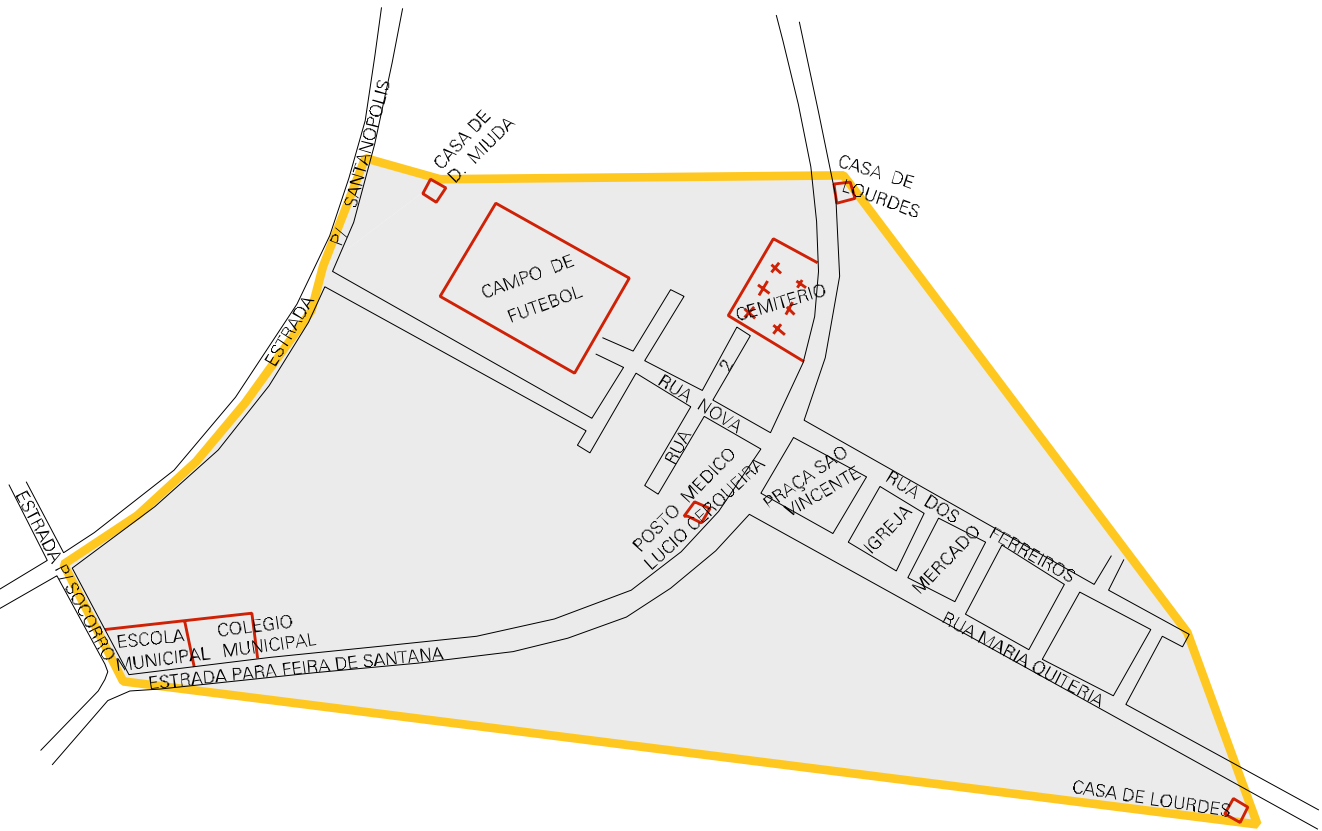 ESTRADA P/ SANTANOPOLIS
CASA DE
D. MIUDA
CASA DE
LOURDES
CAMPO DE
FUTEBOL
CEMITERIO
RUA 2
RUA NOVA
POSTO MEDICO
LUCIO CERQUEIRA
PRAÇA SAO
VINCENTE
IGREJA
MERCADO
RUA DOS FERREIROS
RUA MARIA QUITERIA
ESTRADA P/ SOCORRO
ESCOLA
MUNICIPAL
COLEGIO
MUNICIPAL
ESTRADA PARA FEIRA DE SANTANA
CASA DE LOURDES